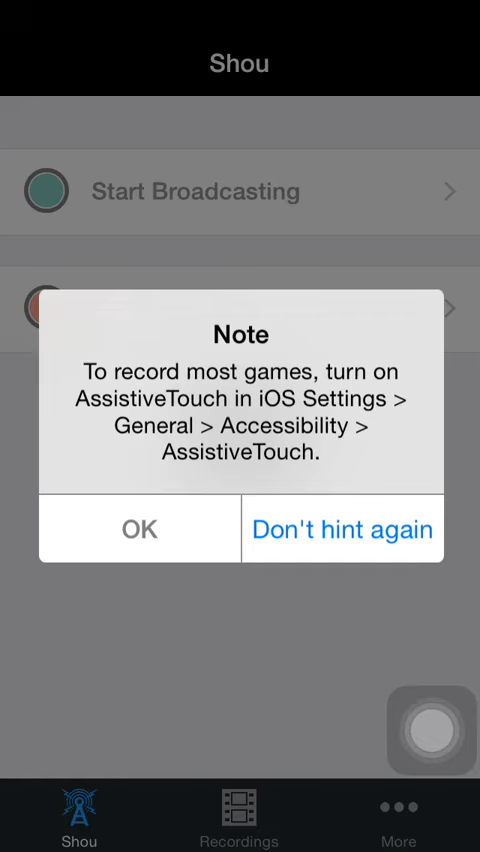 Shou
Start Broadcasting
Note
To record most games, turn on
AssistiveTouch in iOS Settings >
General > Accessibility >
AssistiveTouch.
OK
Don't hint again
Shou
Recordings
More